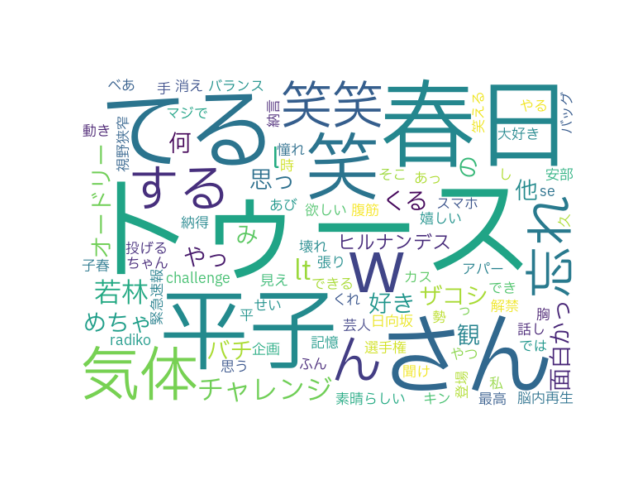 べあ
手
消え
バランス
てる
笑笑
春日
笑える
やる
大好き
バッグ
マジで
納言
動き
視野狭窄
何
l
憧れ
時
オードリー
する
思つ
笑
そこ
あっ
の
し
安部
トゥース
あび
欲しい
腹筋
くる
スマホ
嬉しい
他
se
久
忘れ
納得
み
子春
投げる
ちゃん
やっ
壊れ
ヒルナンデス
w
lt
張り
見え
できる
カス
アパー
緊急速報
challenge
若林
平子
平
せい
くれ
好き
ザコシ
でき
解禁
めちゃ
芸人
日向坂
勢
っ
胸
radiko
バチ
企画
記憶
観
話し
面白かっ
気体
思う
ふん
ん
選手権
やつ
では
さん
聞け
登場
私
チャレンジ
素晴らしい
キン
最高
脳内再生